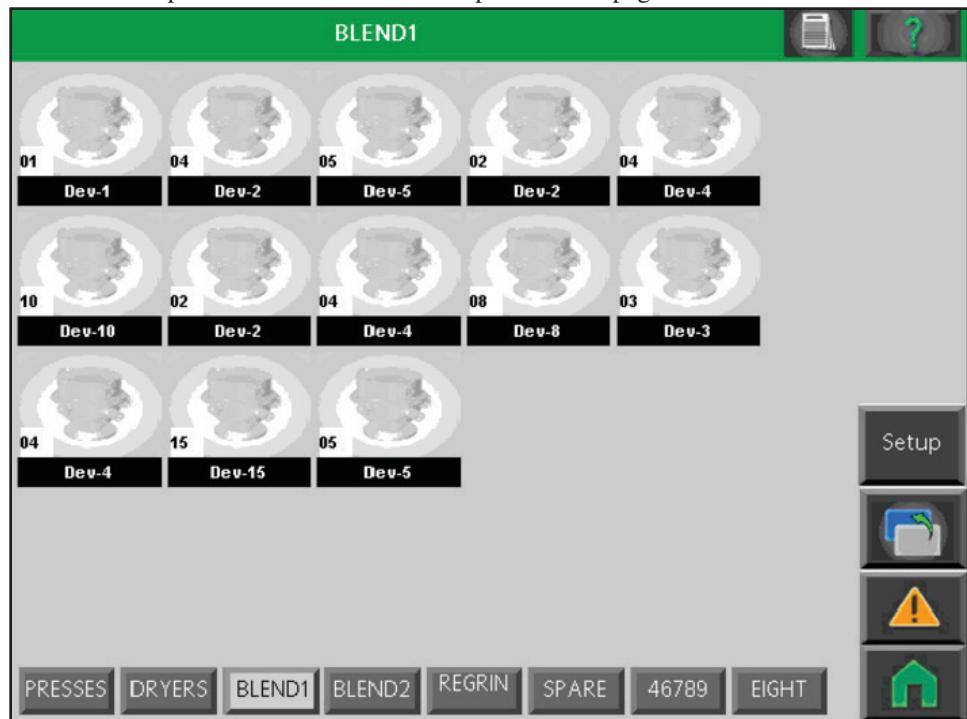 BLEND1
?
01 04 05 02 04
Dev-1 Dev-2 Dev-5 Dev-2 Dev-4
10 02 04 08 03
Dev-10 Dev-2 Dev-4 Dev-8 Dev-3
04 15 05
Dev-4 Dev-15 Dev-5
Setup
PRESSES DRYERS BLEND1 BLEND2 REGRIN SPARE 46789 EIGHT